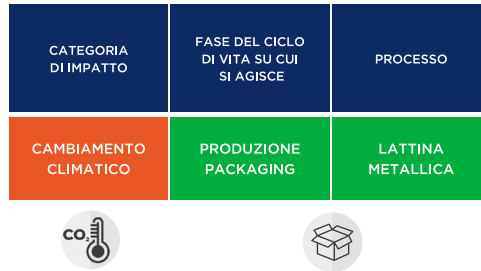 CATEGORIA
DI IMPATTO
FASE DEL CICLO
DI VITA SU CUI
SI AGISCE
PROCESSO
CAMBIAMENTO
CLIMATICO
PRODUZIONE
PACKAGING
LATTINA
METALLICA
CO₂